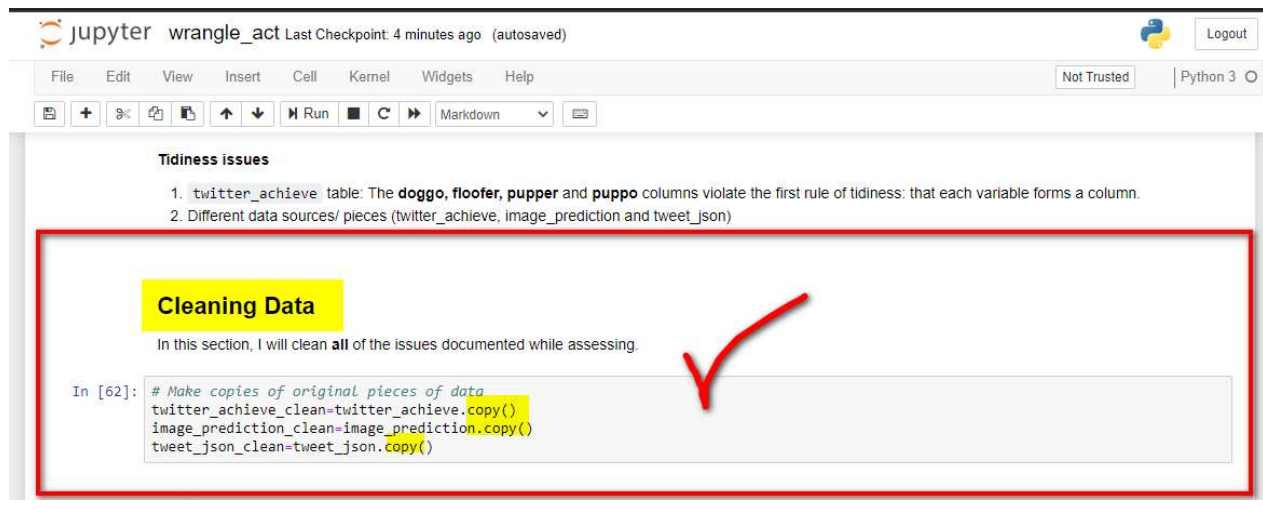 jupyter wrangle_act Last Checkpoint: 4 minutes ago (autosaved) Logout
File Edit View Insert Cell Kernel Widgets Help Not Trusted Python 3
Run Markdown
Tidiness issues
1. twitter_achieve table: The doggo, floofer, pupper and puppo columns violate the first rule of tidiness: that each variable forms a column.
2. Different data sources/ pieces (twitter_achieve, image_prediction and tweet_json)
Cleaning Data
In this section, I will clean all of the issues documented while assessing.
In [62]: # Make copies of original pieces of data
twitter_achieve_clean=twitter_achieve.copy()
image_prediction_clean=image_prediction.copy()
tweet_json_clean=tweet_json.copy()